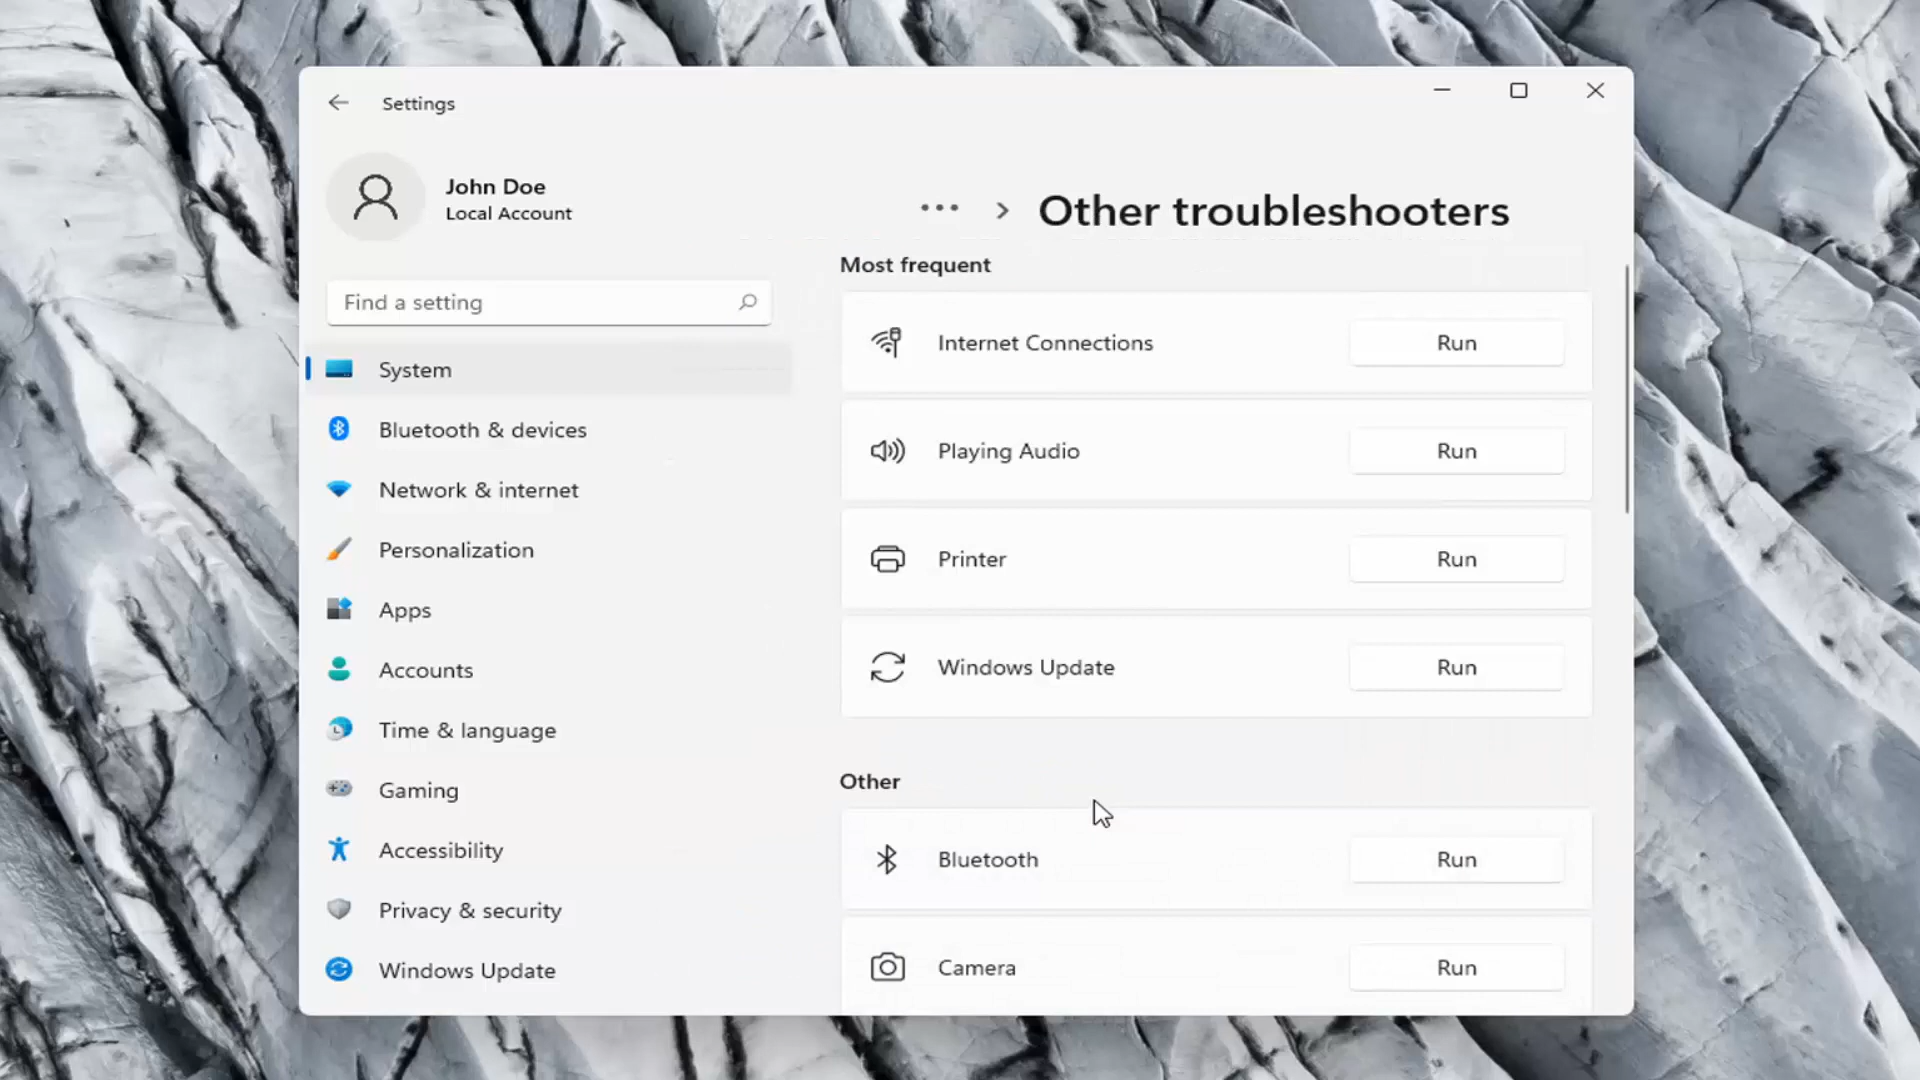 Settings
John Doe
Local Account
Find a setting
System
Bluetooth & devices
Network & internet
Personalization
Apps
Accounts
Time & language
Gaming
Accessibility
Privacy & security
Windows Update
... > Other troubleshooters
Most frequent
Internet Connections Run
Playing Audio Run
Printer Run
Windows Update Run
Other
Bluetooth Run
Camera Run